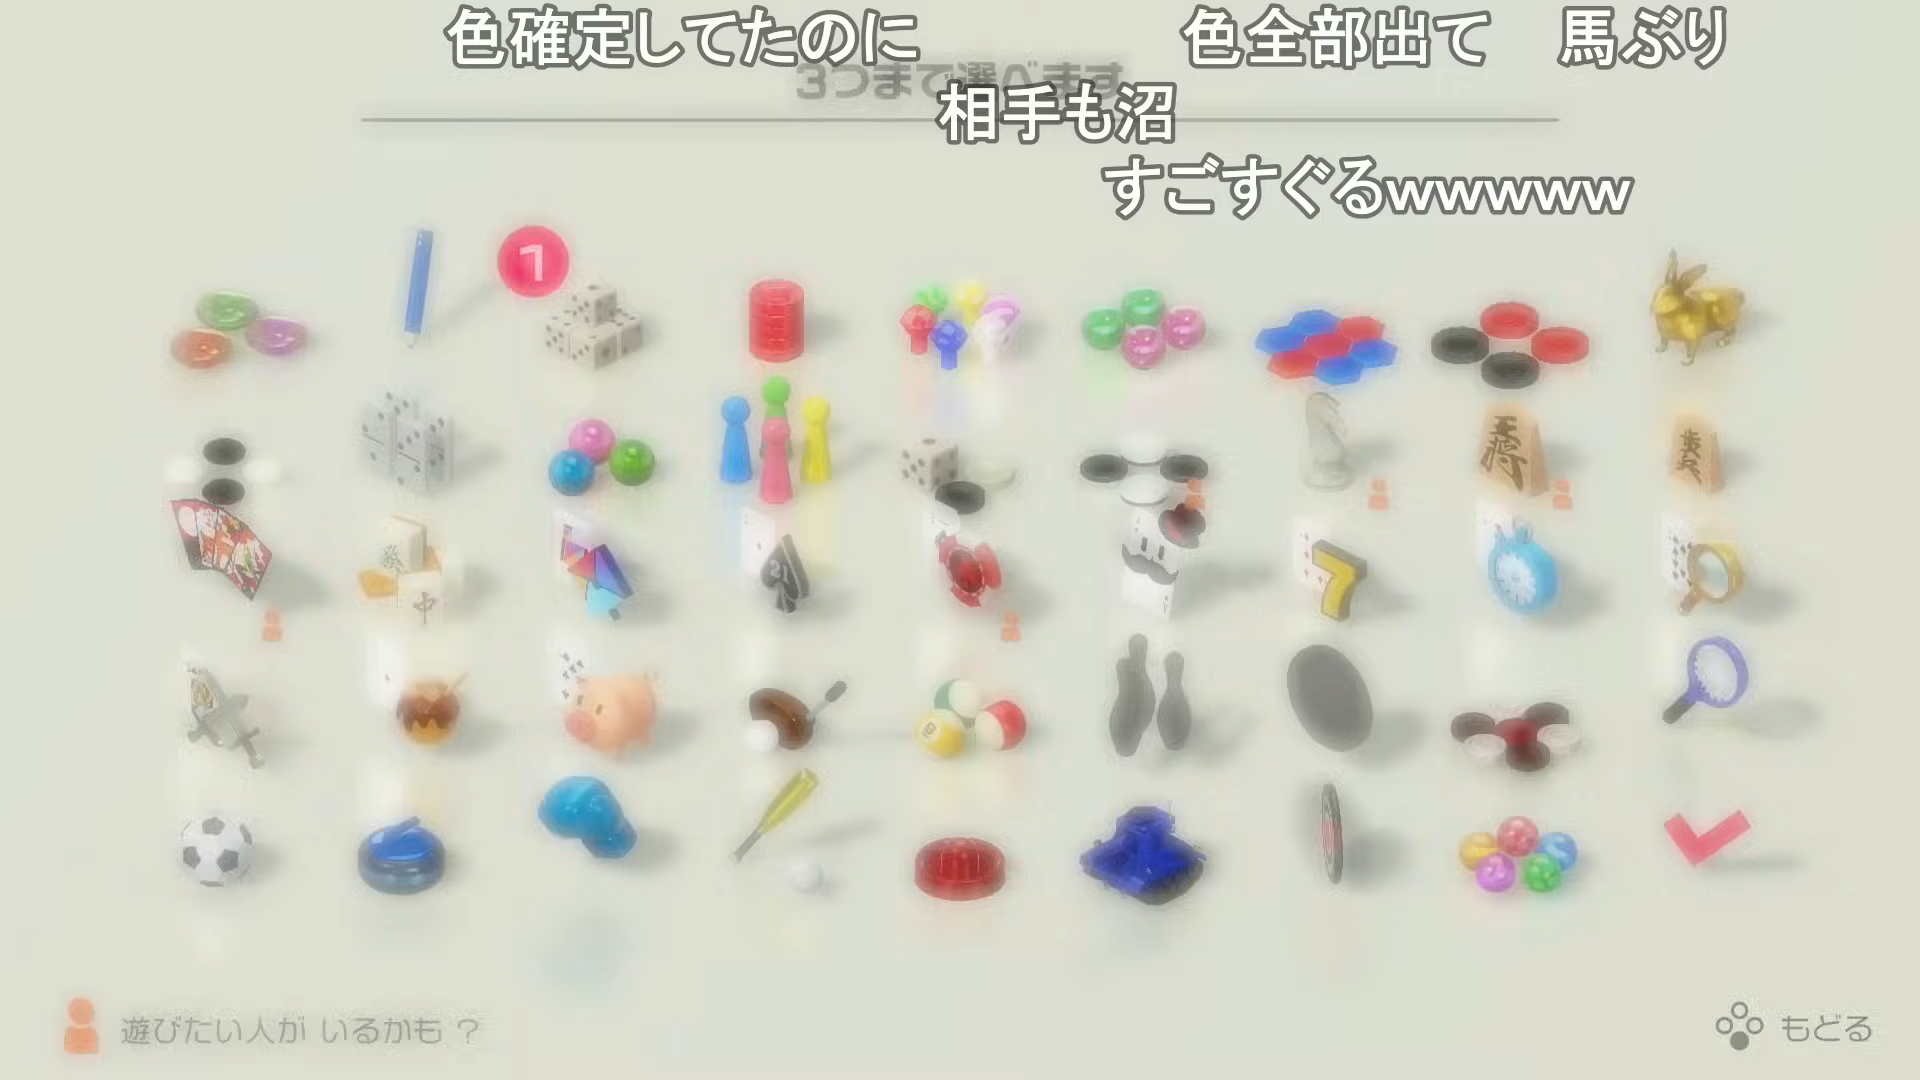 色確定してたのに
色全部出て　馬ぶり
3つまで選べます
相手も沼
すごすぐるwwwww
1
遊びたい人が いるかも ?
もどる